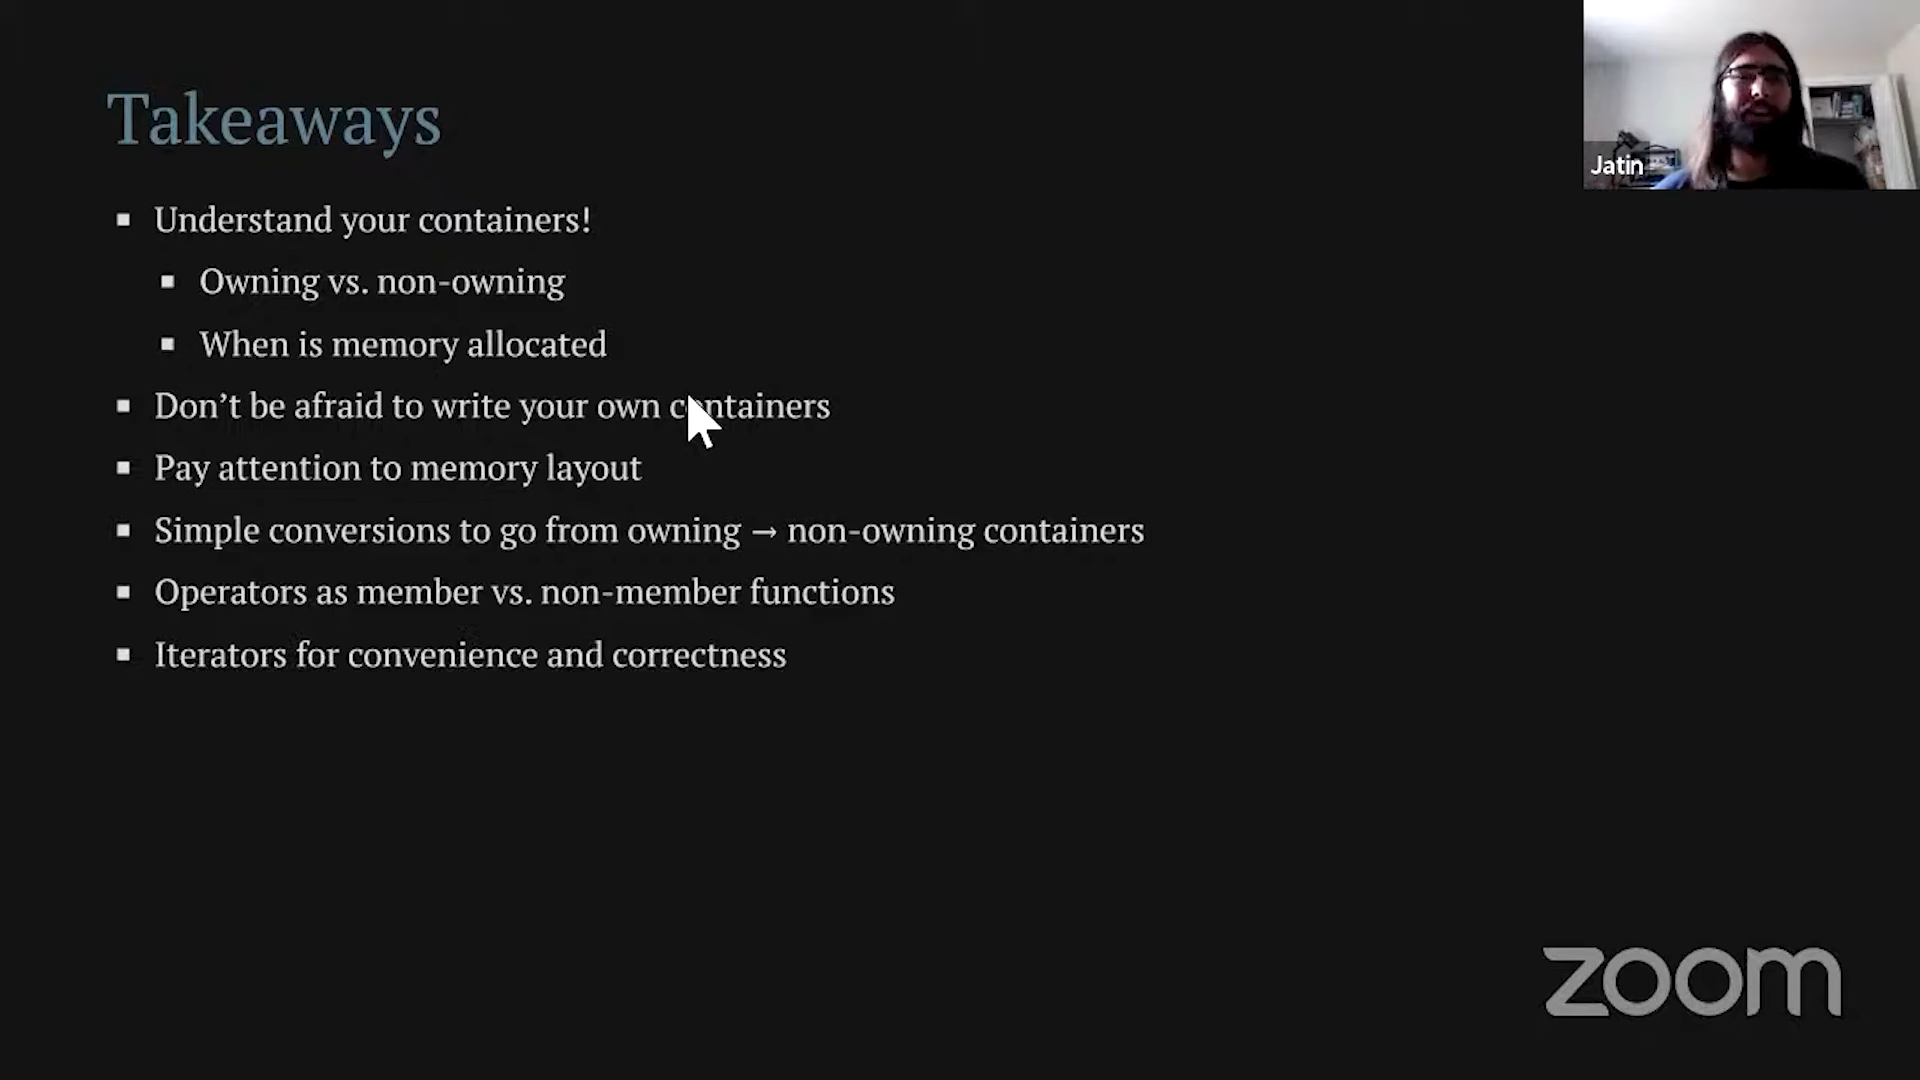 Takeaways
Jatin
▪ Understand your containers!
▪ Owning vs. non-owning
▪ When is memory allocated
▪ Don’t be afraid to write your own containers
▪ Pay attention to memory layout
▪ Simple conversions to go from owning → non-owning containers
▪ Operators as member vs. non-member functions
▪ Iterators for convenience and correctness
zoom